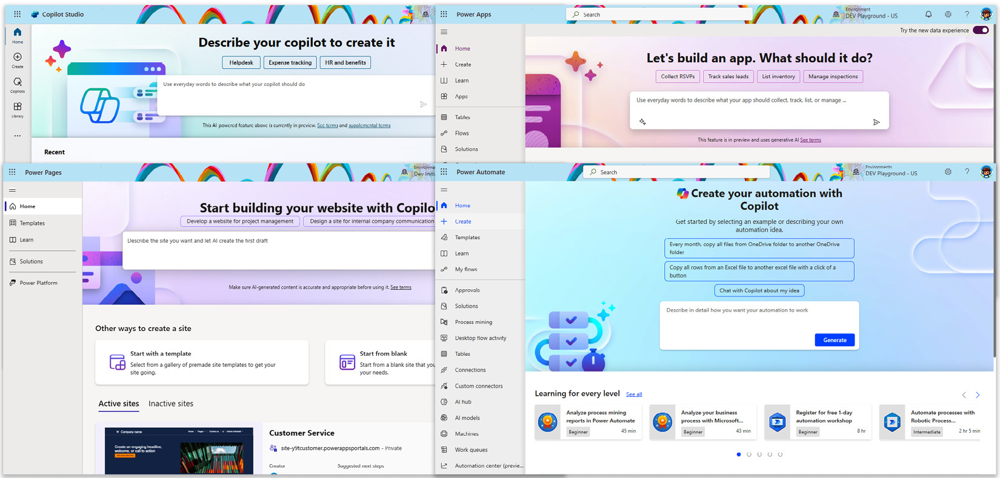 Copilot Studio
Home
Create
Copilots
Library
Describe your copilot to create it
Helpdesk
Expense tracking
HR and benefits
Use everyday words to describe what your copilot should do
This AI powered feature above is currently in preview. See terms and supplemental terms
Recent
Power Apps
Search
Environment
DEV Playground - US
Try the new data experience
Home
Create
Learn
Apps
Tables
Flows
Solutions
Let's build an app. What should it do?
Collect RSVPs
Track sales leads
List inventory
Manage inspections
Use everyday words to describe what your app should collect, track, list, or manage ...
This feature is in preview and uses generative AI See terms
Power Pages
Environm
Dev Initi
Home
Templates
Learn
Solutions
Power Platform
Start building your website with Copilo
Develop a website for project management
Design a site for internal company communication
Describe the site you want and let AI create the first draft
Make sure AI-generated content is accurate and appropriate before using it. See terms
Other ways to create a site
Start with a template
Select from a gallery of premade site templates to get your
site going.
Start from blank
Start from a blank site that you
your needs.
Active sites
Inactive sites
Company name
Home
Pages
Contact us
Create an engaging headline,
welcome, or call to action
Customer Service
site-y9tcustomer.powerappsportals.com - Private
Creator
Suggested next steps
Power Automate
Search
Environments
DEV Playground - US
Home
Create
Templates
Learn
My flows
Approvals
Solutions
Process mining
Desktop flow activity
Tables
Connections
Custom connectors
AI hub
AI models
Machines
Work queues
Automation center (previe...
Create your automation with
Copilot
Get started by selecting an example or describing your own
automation idea.
Every month, copy all files from OneDrive folder to another OneDrive
folder
Copy all rows from an Excel file to another excel file with a click of a
button
Chat with Copilot about my idea
Describe in detail how you want your automation to work
Generate
Learning for every level
See all
Analyze process mining
reports in Power Automate
Beginner
45 min
Analyze your business
process with Microsoft...
Beginner
43 min
Register for free 1-day
automation workshop
Beginner
8 hr
Automate processes with
Robotic Process...
Intermediate
2 hr 5 min